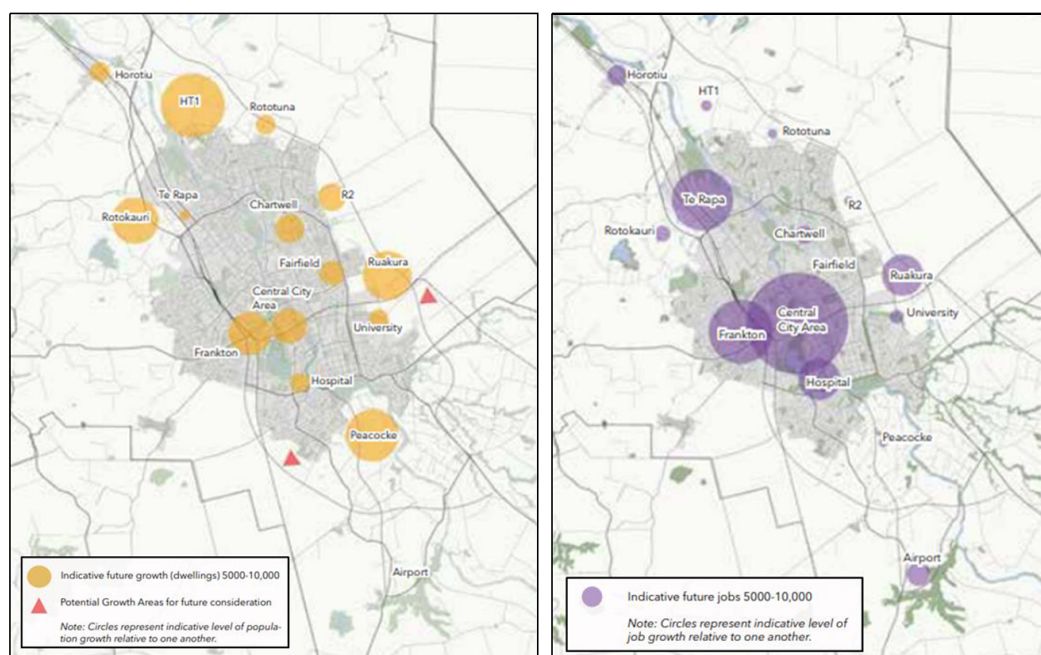 Horotiu
HT1
Rototuna
Te Rapa
R2
Rotokauri
Chartwell
Fairfield
Ruakura
Central City
Area
University
Frankton
Hospital
Peacocke
Airport
Indicative future growth (dwellings) 5000-10,000
Potential Growth Areas for future consideration
Note: Circles represent indicative level of popula-
tion growth relative to one another.
Horotiu
HT1
Rototuna
Te Rapa
R2
Rotokauri
Chartwell
Fairfield
Ruakura
Central
City Area
University
Frankton
Hospital
Peacocke
Airport
Indicative future jobs 5000-10,000
Note: Circles represent indicative level of
job growth relative to one another.